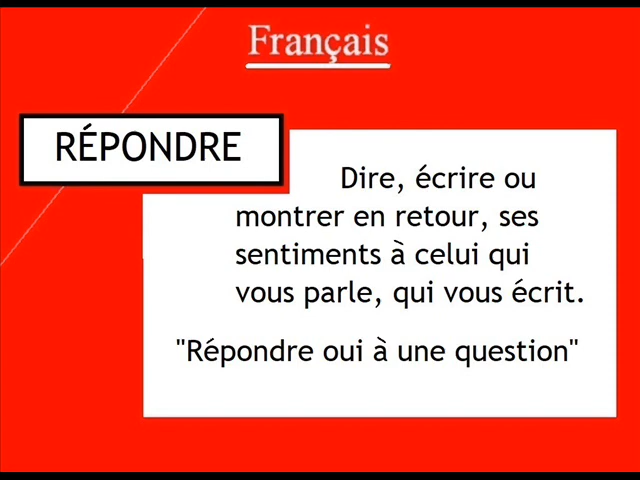 Français
RÉPONDRE
Dire, écrire ou
montrer en retour, ses
sentiments à celui qui
vous parle, qui vous écrit.
"Répondre oui à une question"